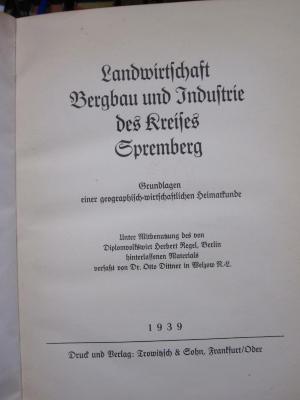 Landwirtschaft
Bergbau und Industrie
des Kreises
Spremberg
Grundlagen
einer geographisch-wirtschaftlichen Heimatkunde
Unter Mitbenutzung des von
Diplomvolkswirt Herbert Regel, Berlin
hinterlassenen Materials
verfaßt von Dr. Otto Dittner in Welzow N.-L.
1939
Druck und Verlag: Trowitzsch & Sohn, Frankfurt/Oder